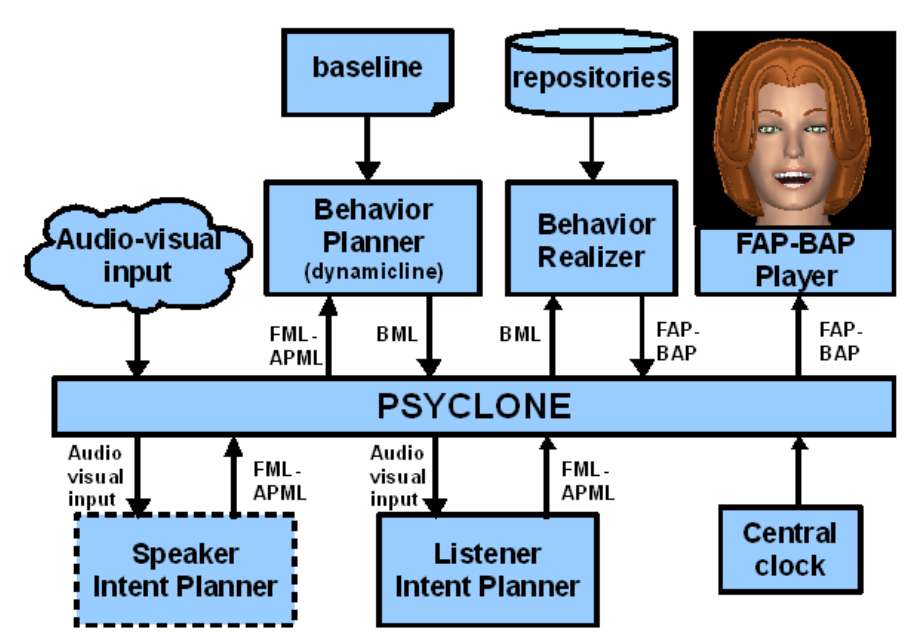 baseline
repositories
Audio-visual
input
Behavior
Planner
(dynamicline)
Behavior
Realizer
FAP-BAP
Player
FML-
APML
BML
BML
FAP-
BAP
FAP-
BAP
PSYCLONE
Audio
visual
input
FML-
APML
Audio
visual
input
FML-
APML
Speaker
Intent Planner
Listener
Intent Planner
Central
clock